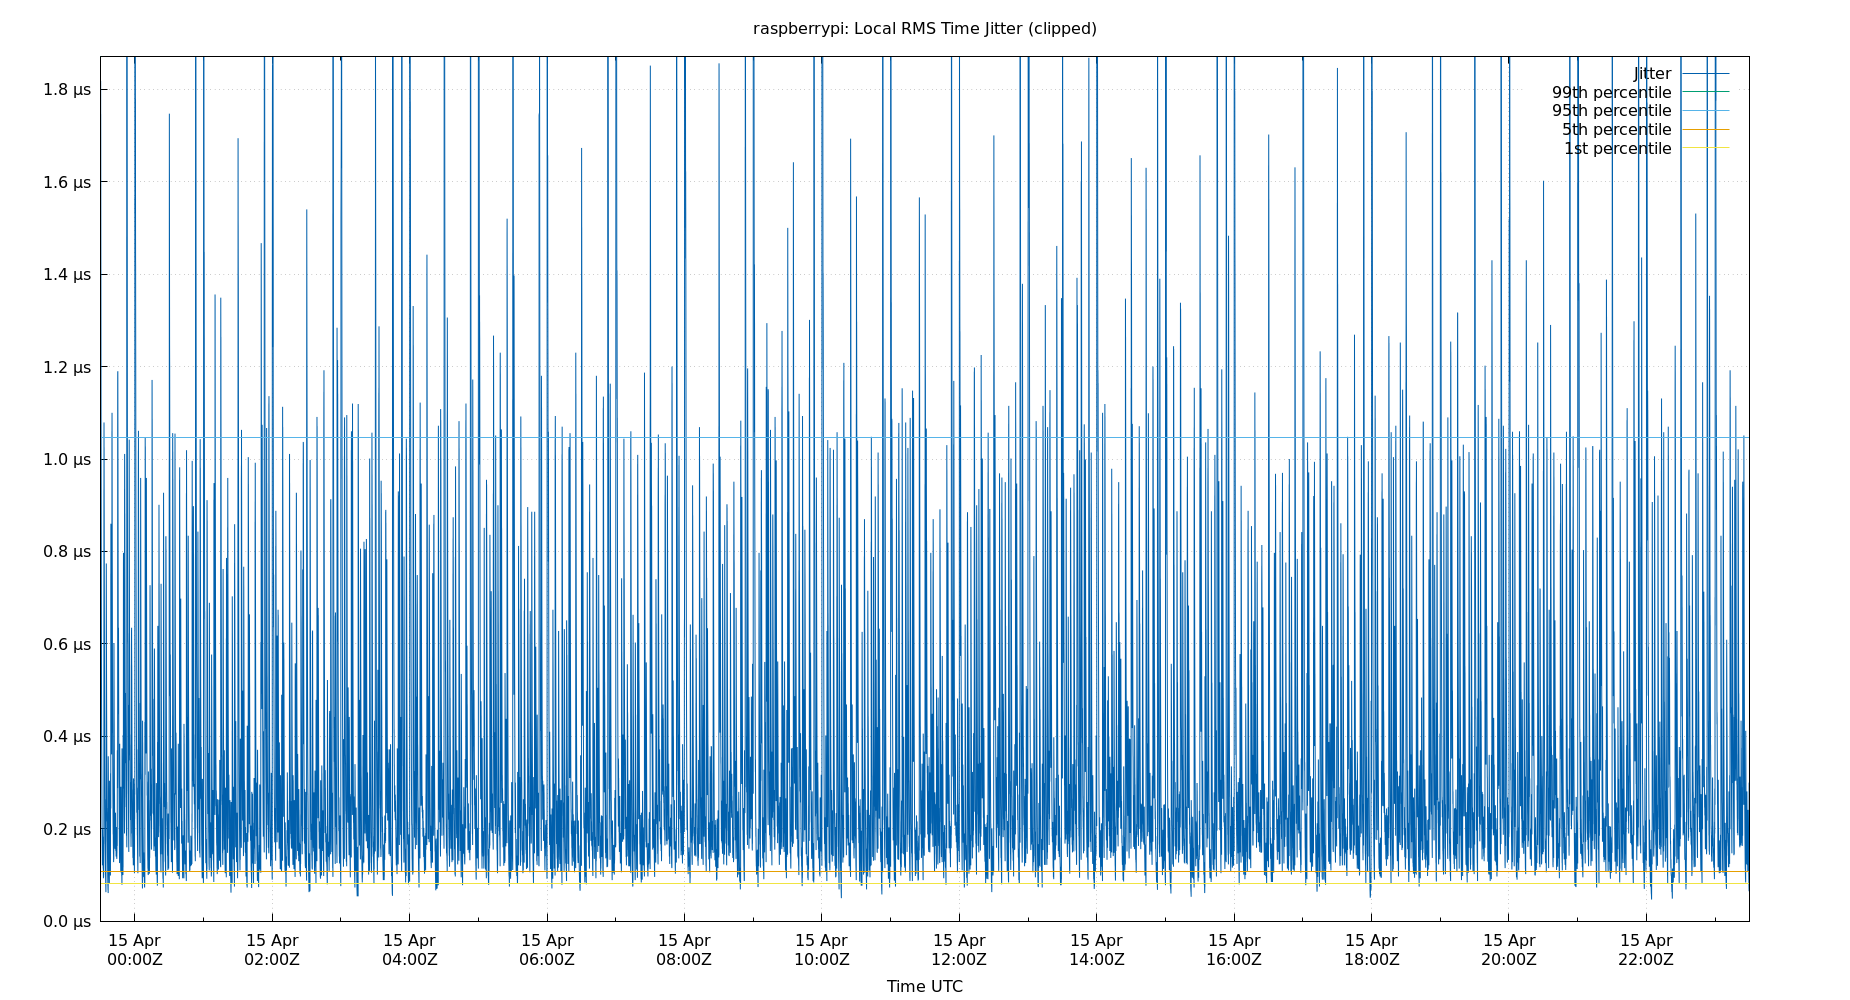 raspberrypi: Local RMS Time Jitter (clipped)
1.8 µs
1.6 µs
1.4 µs
1.2 µs
1.0 µs
0.8 µs
0.6 µs
0.4 µs
0.2 µs
0.0 µs
Jitter
99th percentile
95th percentile
5th percentile
1st percentile
15 Apr 15 Apr 15 Apr 15 Apr 15 Apr 15 Apr 15 Apr 15 Apr 15 Apr 15 Apr 15 Apr 15 Apr
00:00Z 02:00Z 04:00Z 06:00Z 08:00Z 10:00Z 12:00Z 14:00Z 16:00Z 18:00Z 20:00Z 22:00Z
Time UTC